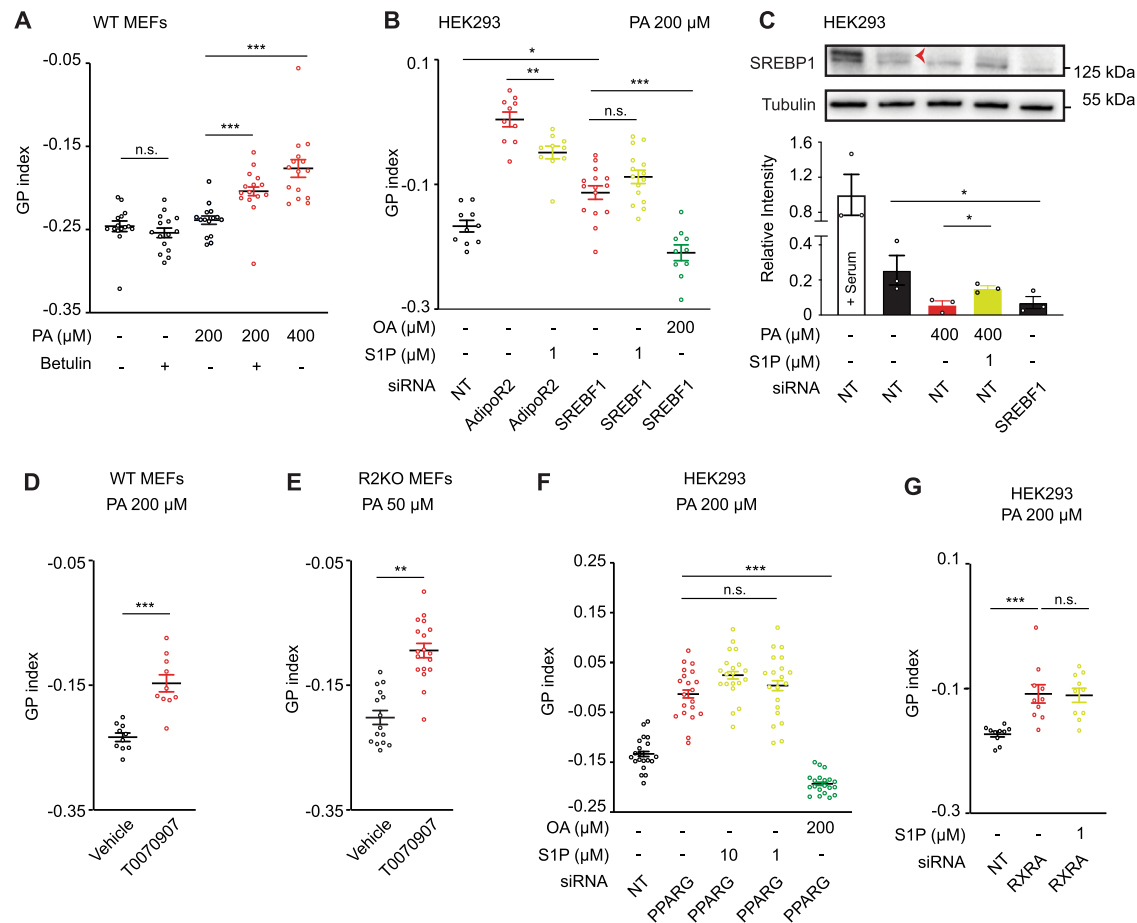 A WT MEFs
GP index
-0.05
-0.15
-0.25
-0.35
n.s.
***
***
PA (µM) - - 200 200 400
Betulin - + - + -
B HEK293 PA 200 µM
GP index
0.1
-0.1
-0.3
*
**
***
n.s.
OA (µM) - - - - - 200
S1P (µM) - - 1 - 1 -
siRNA NT AdipoR2 AdipoR2 SREBF1 SREBF1 SREBF1
C HEK293
SREBP1
125 kDa
Tubulin
55 kDa
Relative Intensity
1.6
1.2
0.8
0.4
0.2
0
*
*
+ Serum
PA (µM) - - 400 400 -
S1P (µM) - - - 1 -
siRNA NT NT NT NT SREBF1
D WT MEFs
PA 200 µM
GP index
-0.05
-0.15
-0.35
***
Vehicle T0070907
E R2KO MEFs
PA 50 µM
GP index
-0.05
-0.15
-0.35
**
Vehicle T0070907
F HEK293
PA 200 µM
GP index
0.25
0.15
0.05
-0.05
-0.15
-0.25
***
n.s.
OA (µM) - - - - 200
S1P (µM) - - 10 1 -
siRNA NT PPARG PPARG PPARG PPARG
G HEK293
PA 200 µM
GP index
0.1
-0.1
-0.3
***
n.s.
S1P (µM) - - 1
siRNA NT RXRA RXRA